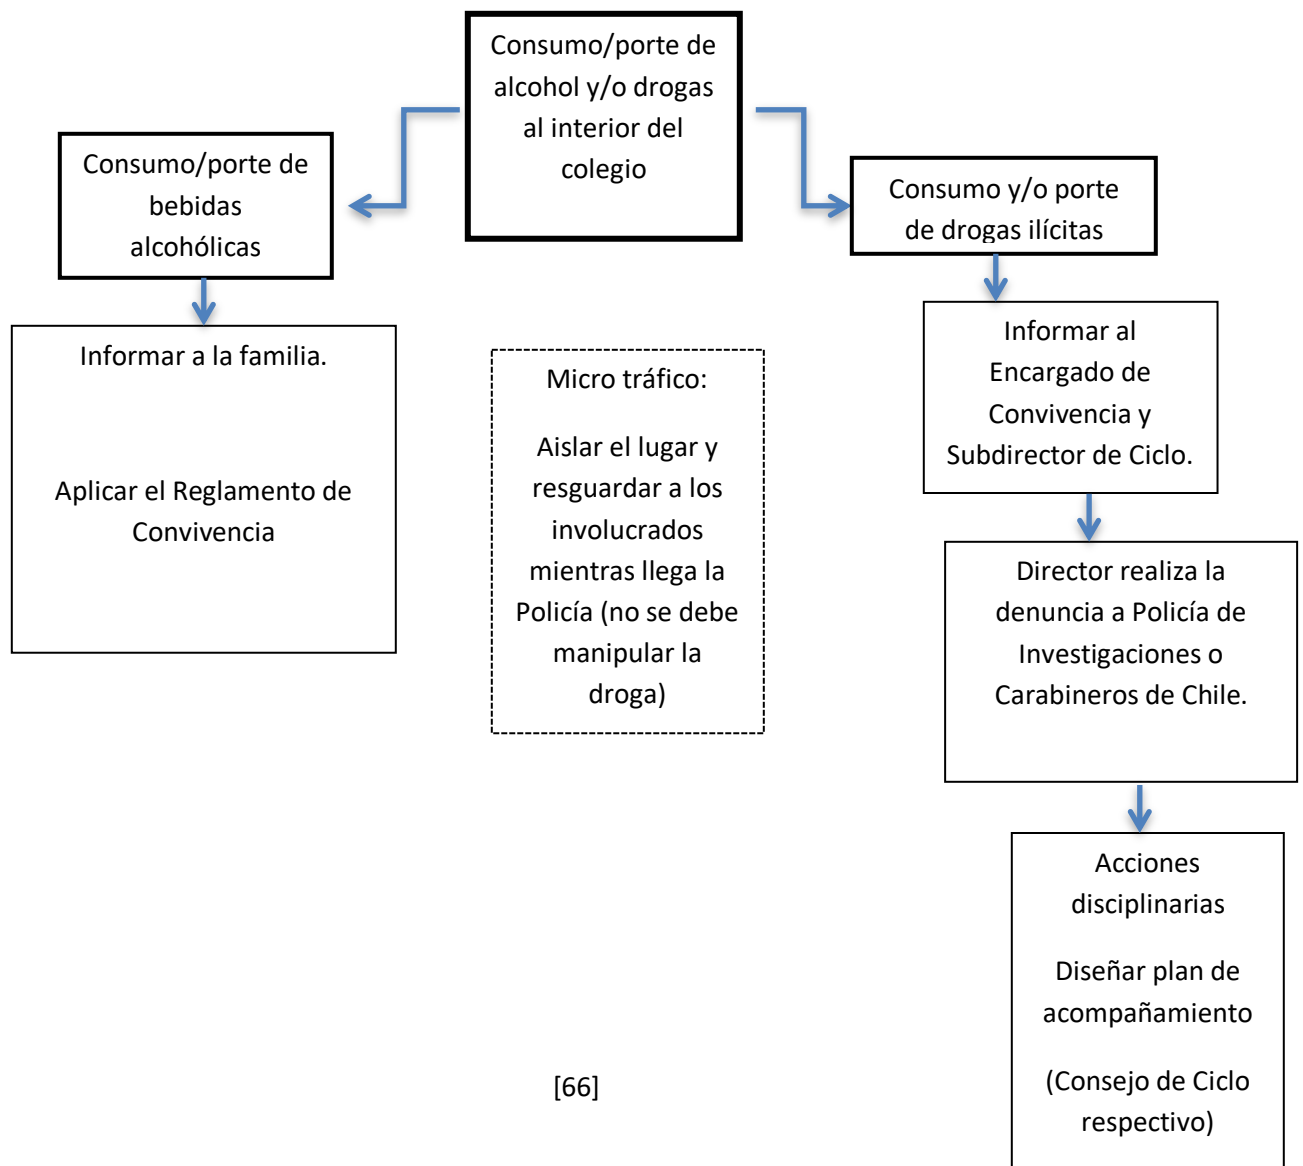 Consumo/porte de
alcohol y/o drogas
al interior del
colegio
Consumo/porte de
bebidas
alcohólicas
Consumo y/o porte
de drogas ilícitas
Informar a la familia.
Aplicar el Reglamento de
Convivencia
Micro tráfico:
Aislar el lugar y
resguardar a los
involucrados
mientras llega la
Policía (no se debe
manipular la
droga)
Informar al
Encargado de
Convivencia y
Subdirector de Ciclo.
Director realiza la
denuncia a Policía de
Investigaciones o
Carabineros de Chile.
Acciones
disciplinarias
Diseñar plan de
acompañamiento
(Consejo de Ciclo
respectivo)
[66]